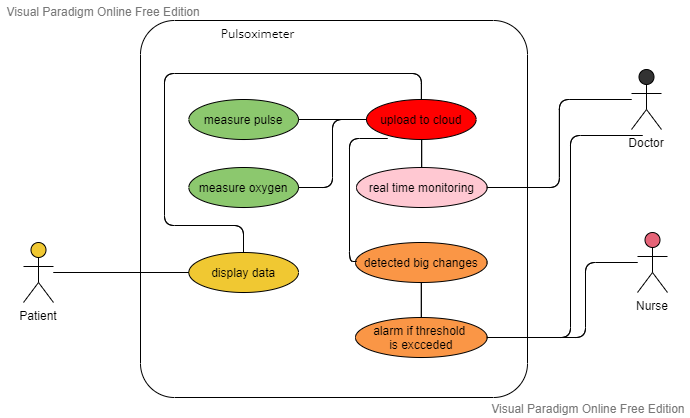 Visual Paradigm Online Free Edition
Pulsoximeter
measure pulse
upload to cloud
Doctor
measure oxygen
real time monitoring
display data
detected big changes
Patient
Nurse
alarm if threshold
is excceded
Visual Paradigm Online Free Edition